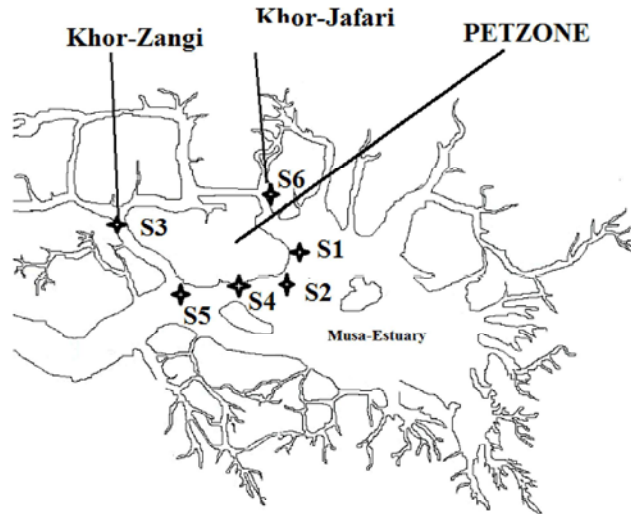 Khor-Zangi
Khor-Jafari
PETZONE
S6
S3
S1
S4
S2
S5
Musa-Estuary